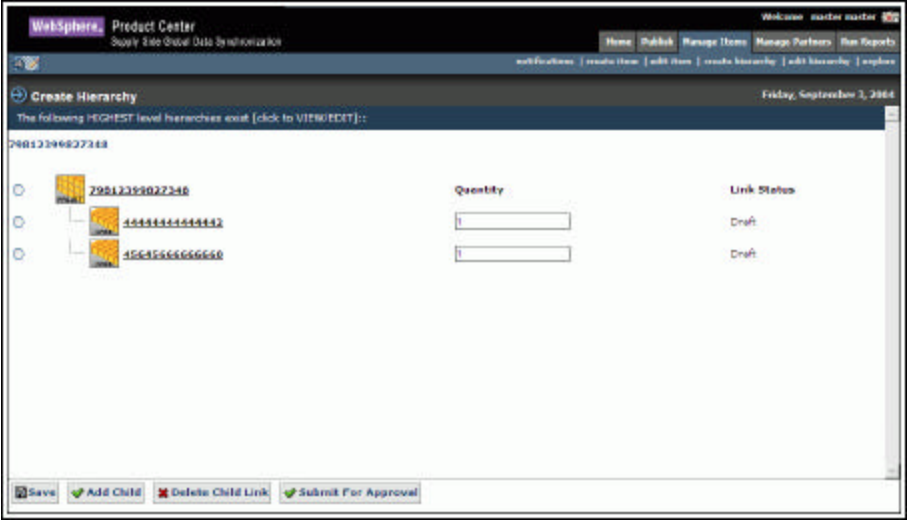 WebSphere. Product Center
Supply Side Global Data Synchronization
Welcome master master
Home Publish Manage Items Manage Partners Run Reports
notifications | create item | edit item | create hierarchy | edit hierarchy | explore
Create Hierarchy
Friday, September 3, 2004
The following HIGHEST level hierarchies exist [click to VIEW/EDIT]::
79812399827348
79812399827348 Quantity Link Status
44444444444442 1 Draft
45645666666660 1 Draft
Save Add Child Delete Child Link Submit For Approval